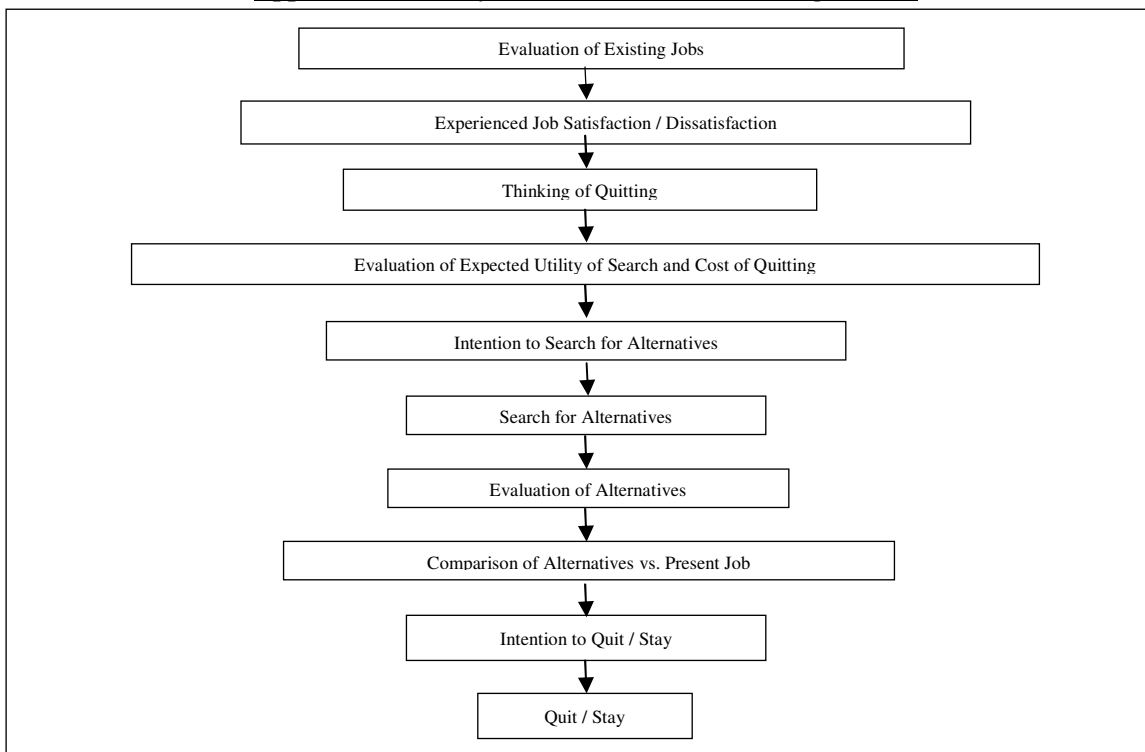 Evaluation of Existing Jobs
Experienced Job Satisfaction / Dissatisfaction
Thinking of Quitting
Evaluation of Expected Utility of Search and Cost of Quitting
Intention to Search for Alternatives
Search for Alternatives
Evaluation of Alternatives
Comparison of Alternatives vs. Present Job
Intention to Quit / Stay
Quit / Stay